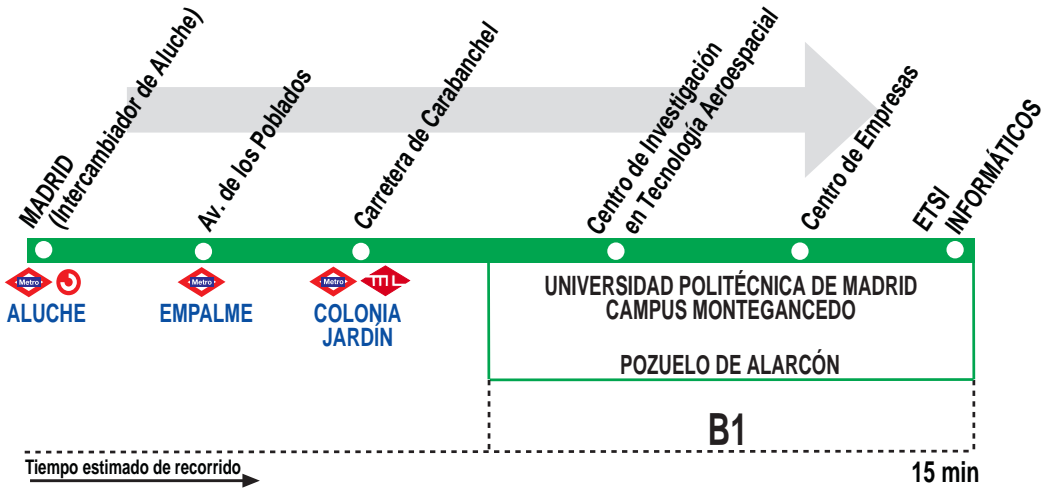 MADRID
(Intercambiador de Aluche)
Av. de los Poblados
Carretera de Carabanchel
Centro de Investigación
en Tecnología Aeroespacial
Centro de Empresas
ETSI
INFORMÁTICOS
Metro
ALUCHE
Metro
EMPALME
Metro
ML
COLONIA
JARDÍN
UNIVERSIDAD POLITÉCNICA DE MADRID
CAMPUS MONTEGANCEDO
POZUELO DE ALARCÓN
B1
Tiempo estimado de recorrido
15 min